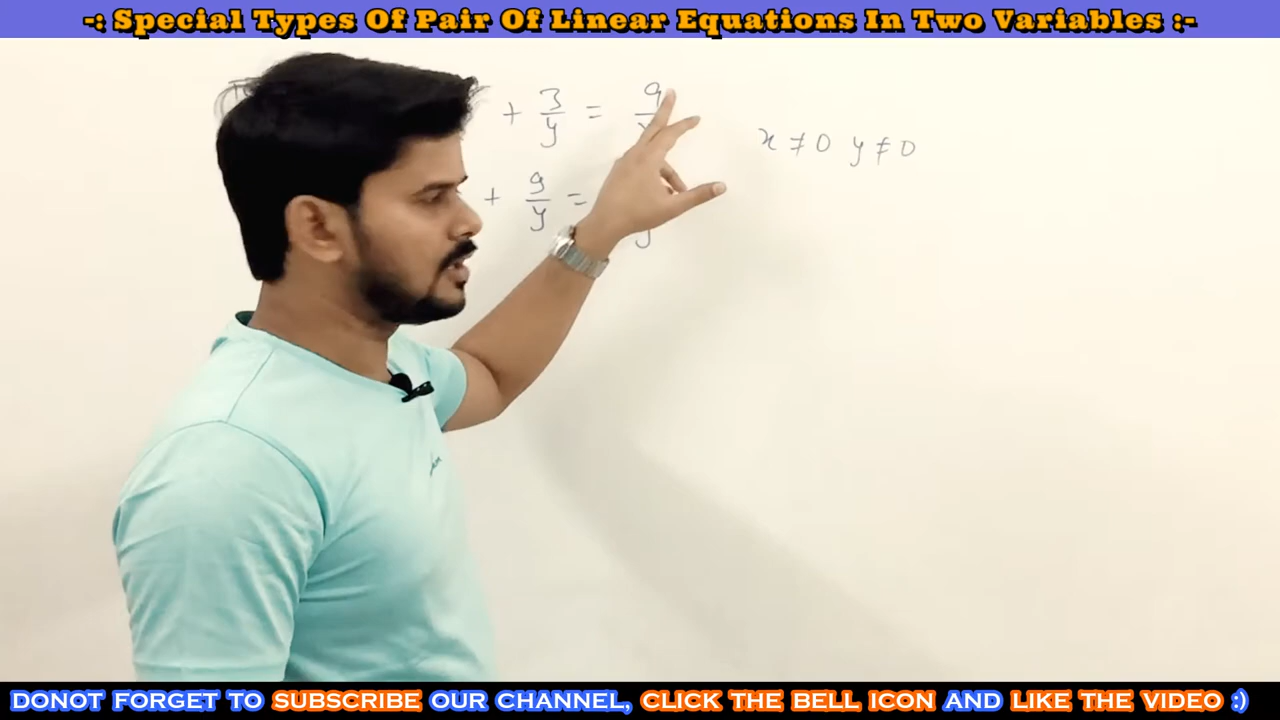 -: Special Types Of Pair Of Linear Equations In Two Variables :-
+ 3/y = 9/
x ≠ 0 y ≠ 0
+ 9/y =
y
DONOT FORGET TO SUBSCRIBE OUR CHANNEL, CLICK THE BELL ICON AND LIKE THE VIDEO :)